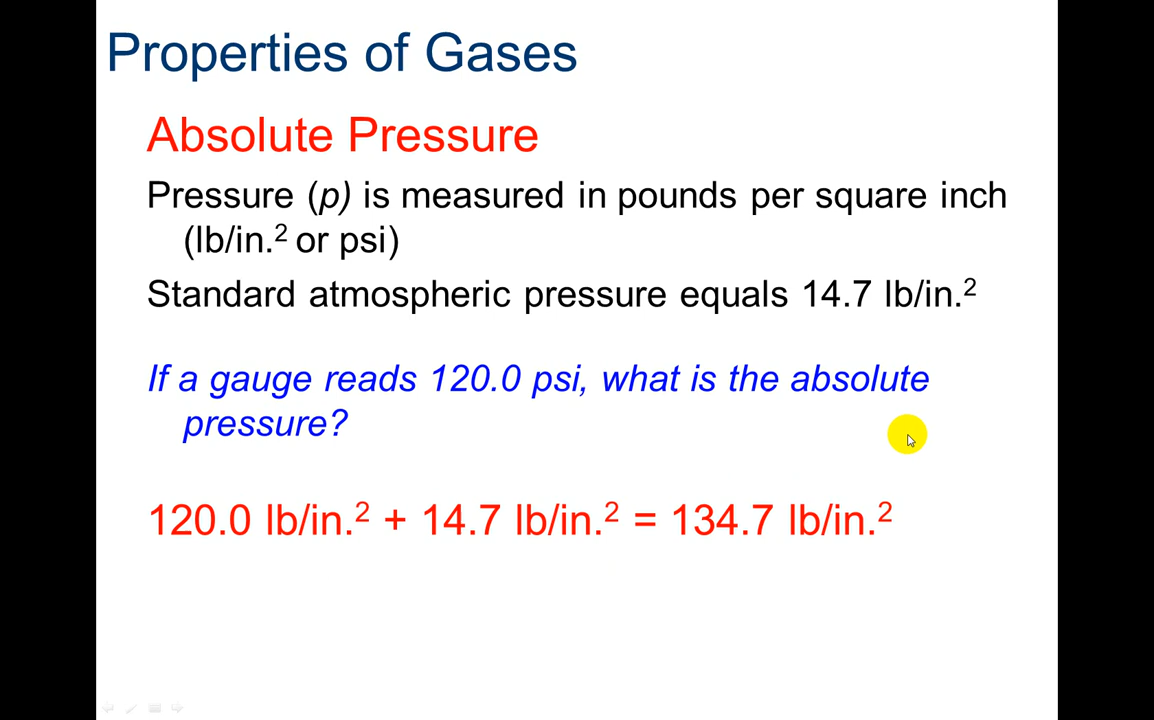 Properties of Gases
Absolute Pressure
Pressure (p) is measured in pounds per square inch
(lb/in.² or psi)
Standard atmospheric pressure equals 14.7 lb/in.²
If a gauge reads 120.0 psi, what is the absolute
pressure?
120.0 lb/in.² + 14.7 lb/in.² = 134.7 lb/in.²